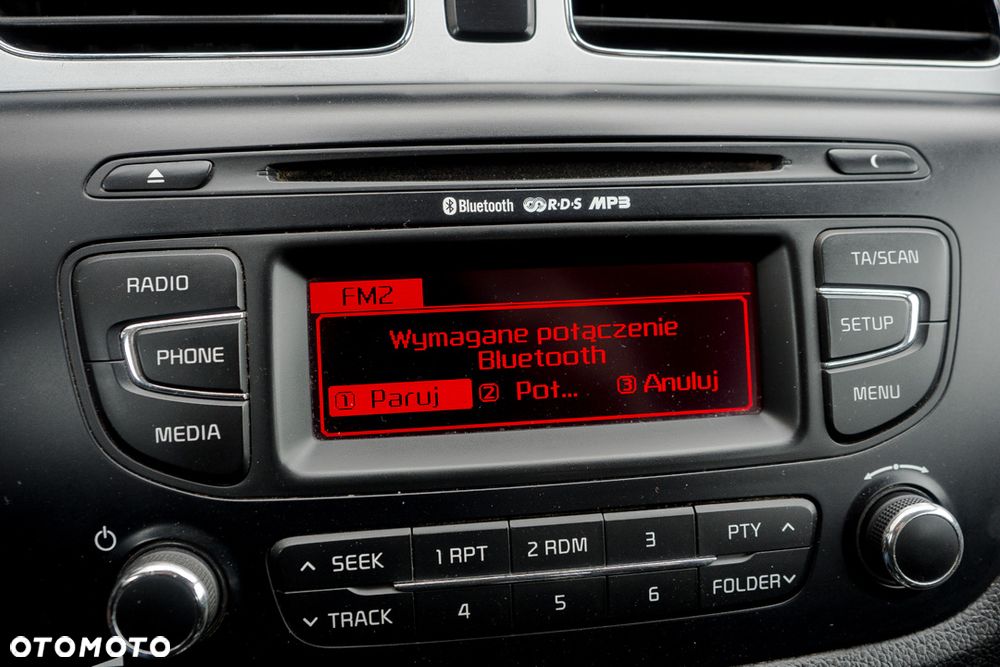 Bluetooth R·D·S MP3
RADIO
PHONE
MEDIA
FM2
Wymagane połączenie
Bluetooth
1 Paruj 2 Poł... 3 Anuluj
TA/SCAN
SETUP
MENU
SEEK 1 RPT 2 RDM 3 PTY
TRACK 4 5 6 FOLDER
OTOMOTO